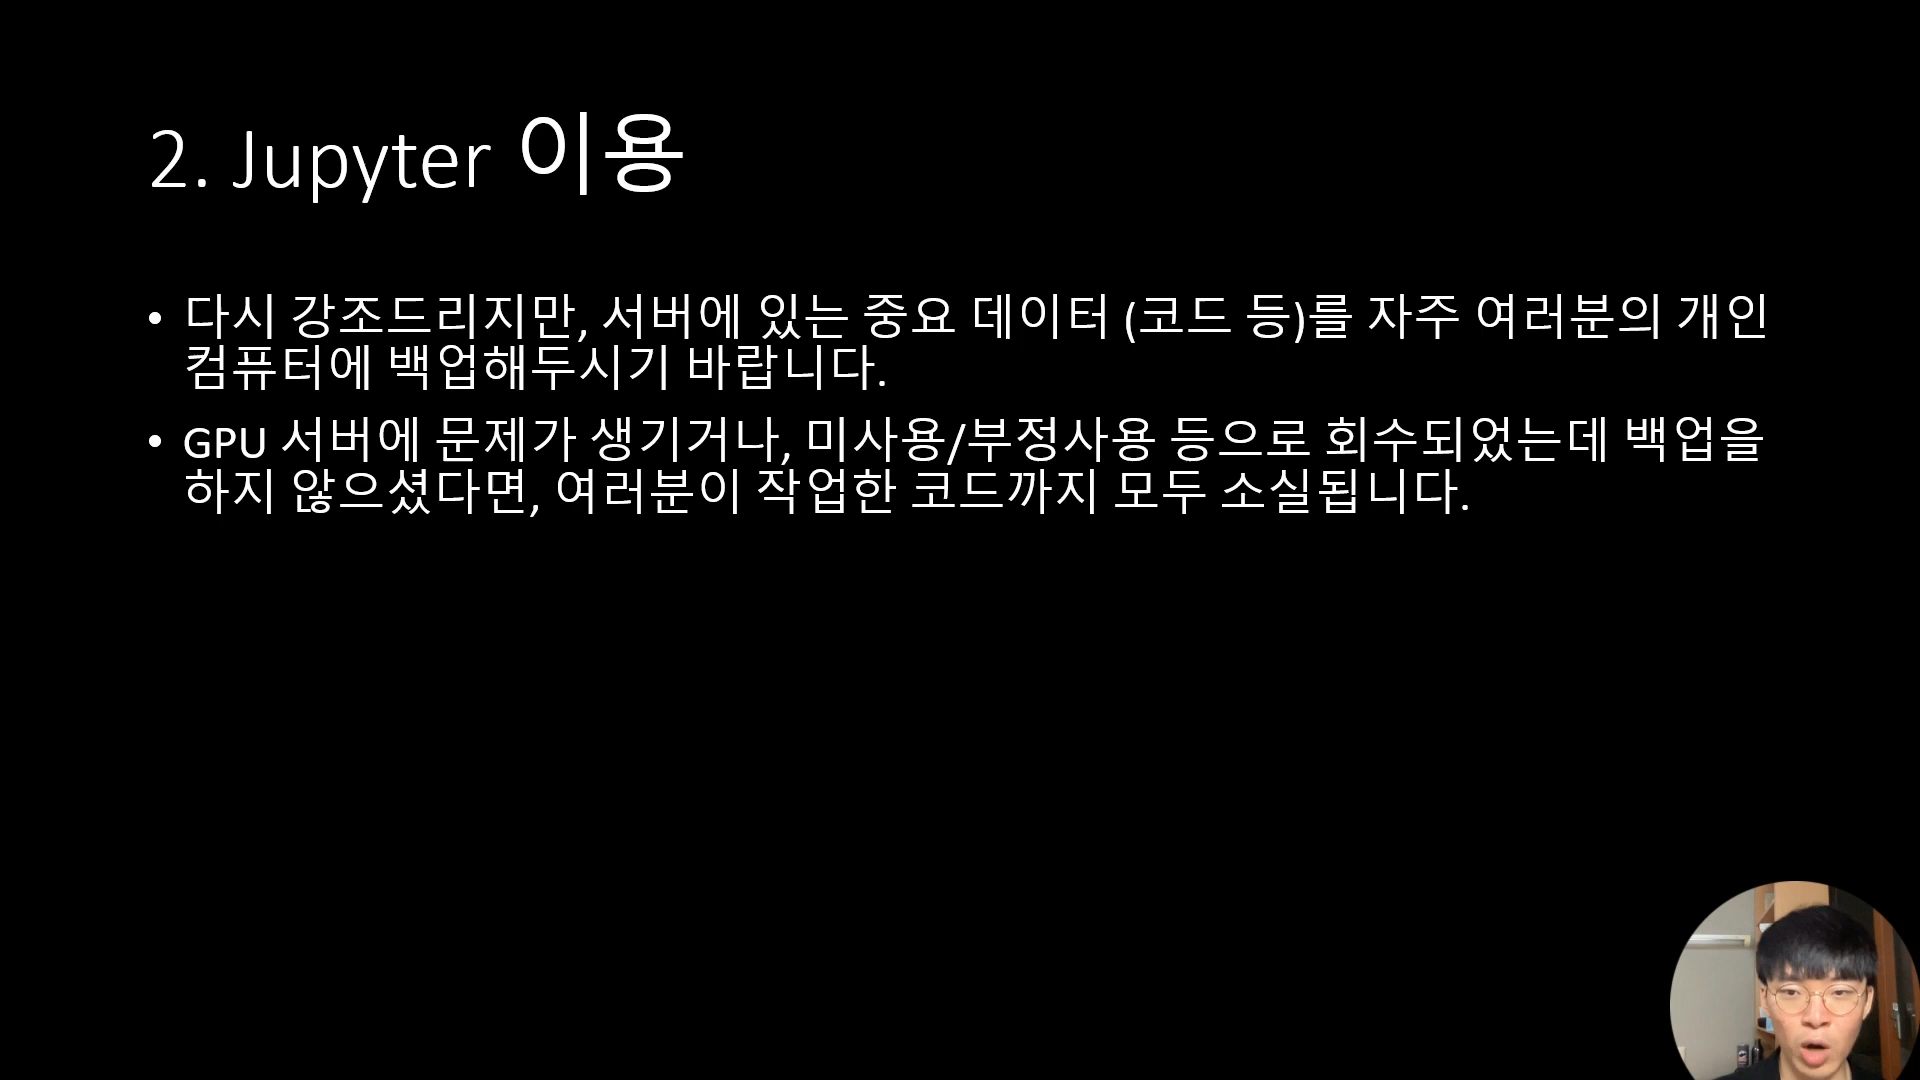 2. Jupyter 이용
• 다시 강조드리지만, 서버에 있는 중요 데이터 (코드 등)를 자주 여러분의 개인
컴퓨터에 백업해두시기 바랍니다.
• GPU 서버에 문제가 생기거나, 미사용/부정사용 등으로 회수되었는데 백업을
하지 않으셨다면, 여러분이 작업한 코드까지 모두 소실됩니다.